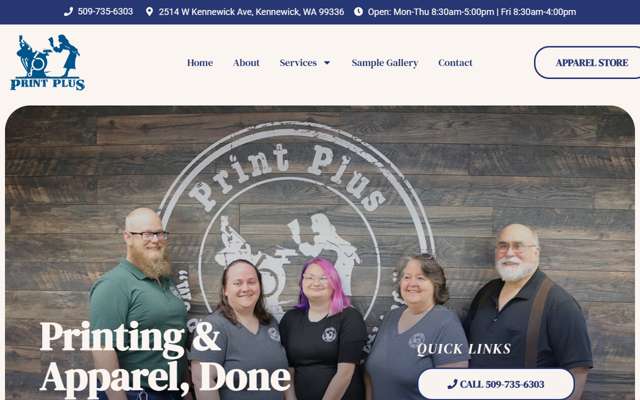 509-735-6303
2514 W Kennewick Ave, Kennewick, WA 99336
Open: Mon-Thu 8:30am-5:00pm | Fri 8:30am-4:00pm
PRINT PLUS
Home
About
Services
Sample Gallery
Contact
APPAREL STORE
Print Plus
Printing &
Apparel, Done
QUICK LINKS
CALL 509-735-6303